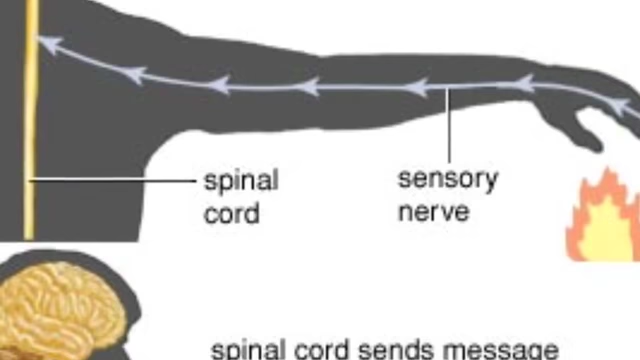 spinal
cord
sensory
nerve
spinal cord sends message